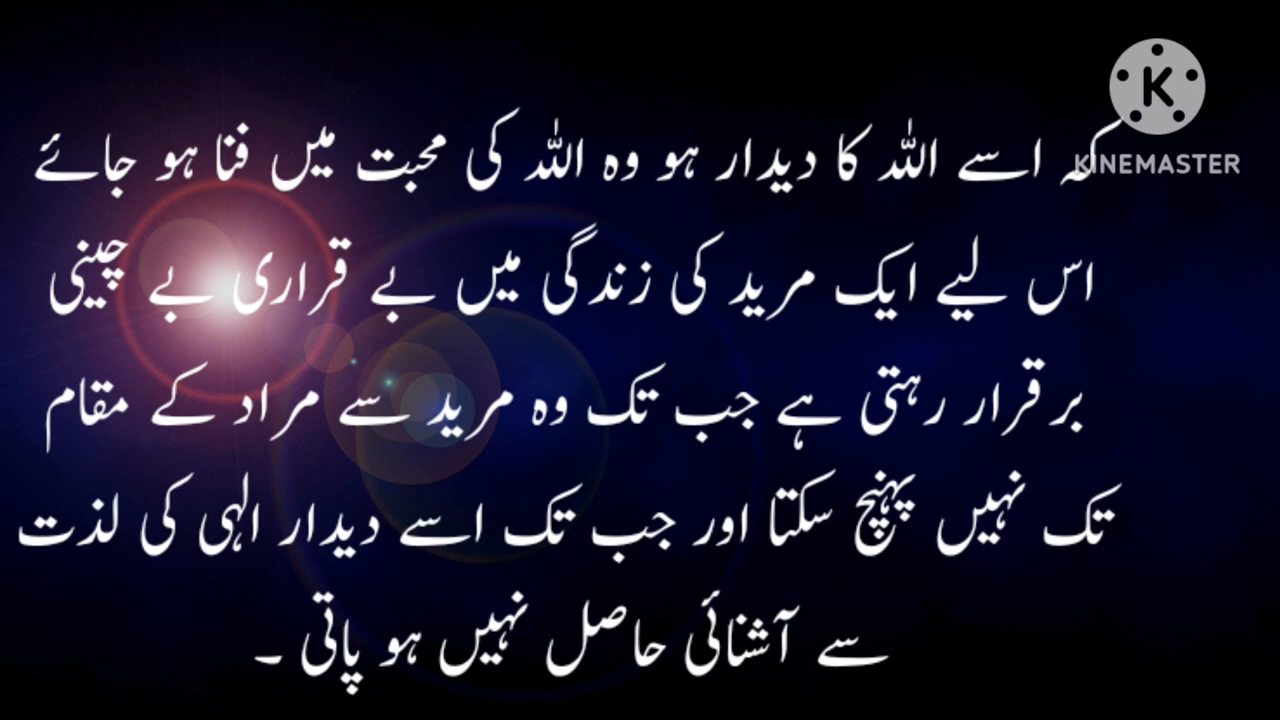 KINEMASTER
کہ اسے اللہ کا دیدار ہو وہ اللہ کی محبت میں فنا ہو جائے
اس لیے ایک مرید کی زندگی میں بے قراری بے چینی
برقرار رہتی ہے جب تک وہ مرید سے مراد کے مقام
تک نہیں پہنچ سکتا اور جب تک اسے دیدار الہی کی لذت
سے آشنائی حاصل نہیں ہو پاتی ۔